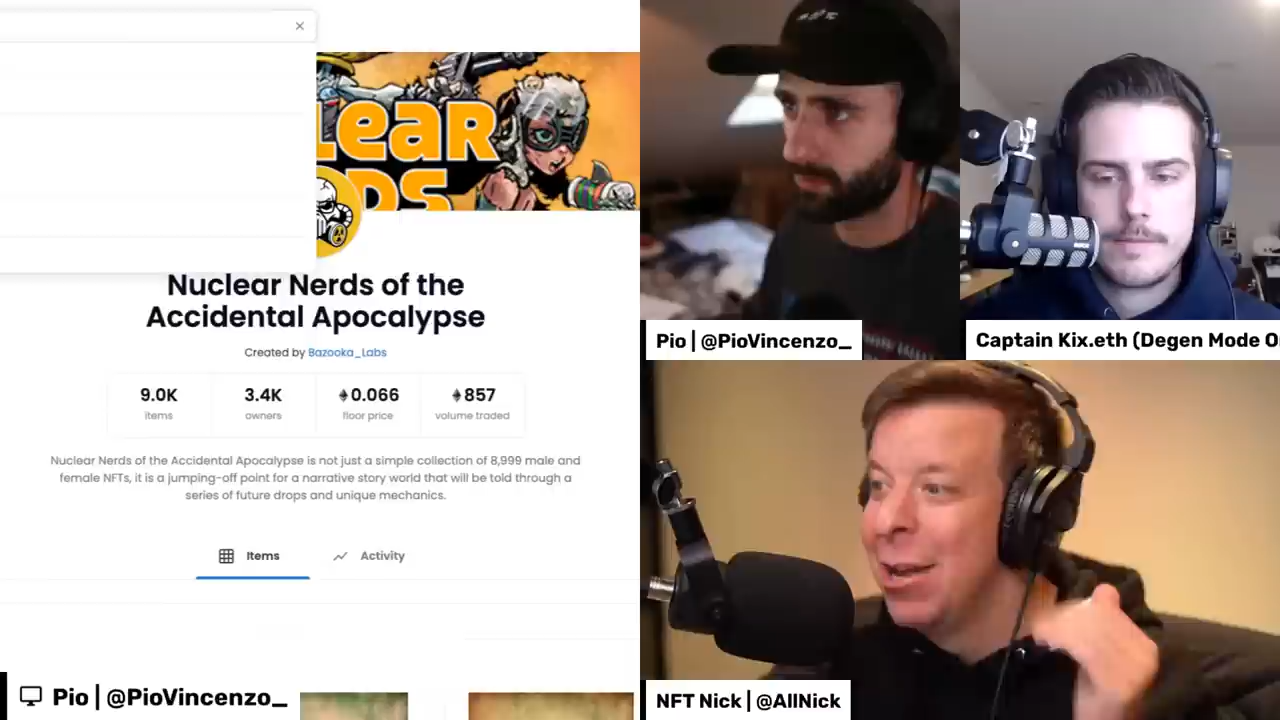 LEAR
Nuclear Nerds of the
Accidental Apocalypse
Created by Bazooka_Labs
9.0K
items
3.4K
owners
0.066
floor price
857
volume traded
Nuclear Nerds of the Accidental Apocalypse is not just a simple collection of 8,999 male and
female NFTs, it is a jumping-off point for a narrative story world that will be told through a
series of future drops and unique mechanics.
Items
Activity
Pio | @PioVincenzo_
Pio | @PioVincenzo_
Captain Kix.eth (Degen Mode O
NFT Nick | @AllNick